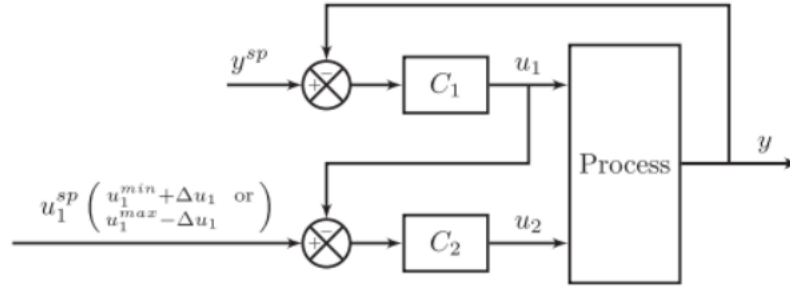 y^{sp}
+
−
C_1
u_1
Process
y
u_1^{sp} ( u_1^{min}+Δu_1 or
u_1^{max}−Δu_1 )
+
−
C_2
u_2